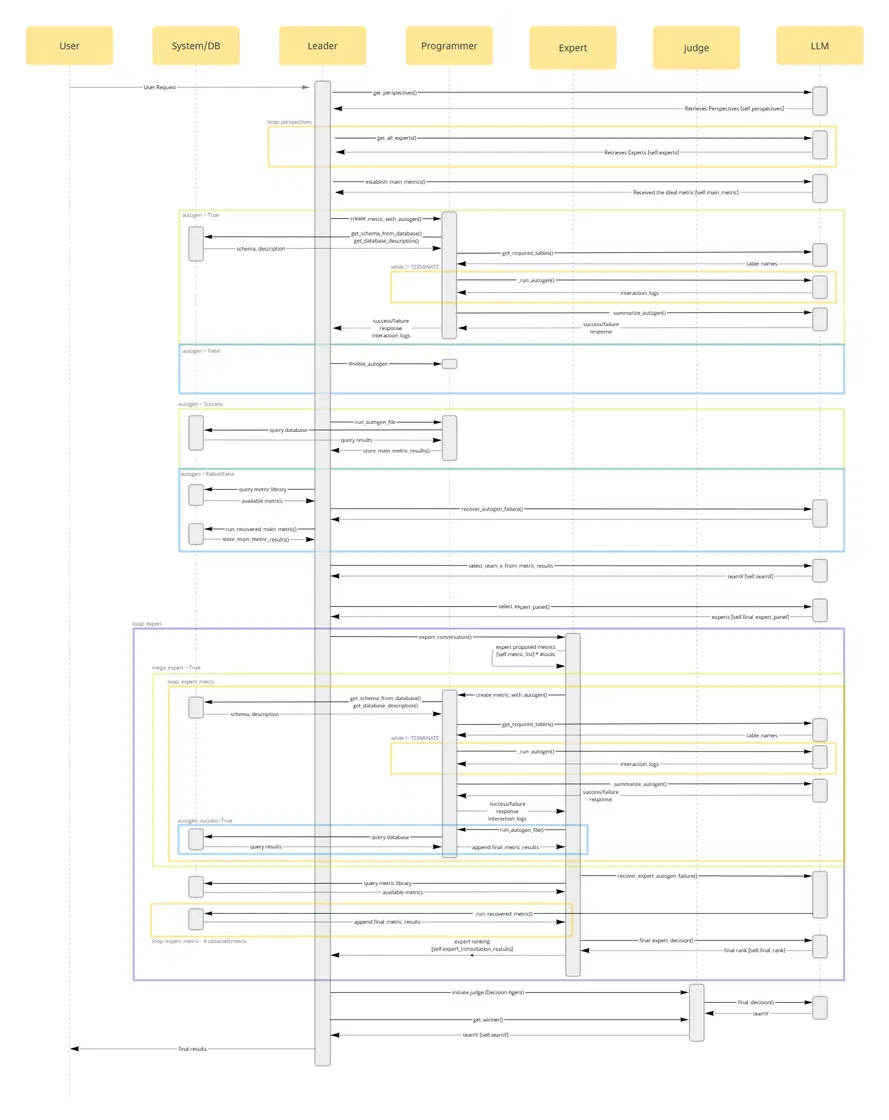 User
System/DB
Leader
Programmer
Expert
Judge
LLM
User Request
get_perspectives()
Retrieves Perspectives [self.perspectives]
loop: perspectives
get_all_experts()
Retrieves Experts [self.experts]
establish_main_metrics()
Received the ideal metric [self.main_metric]
autogen = True
create_metric_with_autogen()
get_schema_from_database()
get_database_description()
schema, description
get_required_tables()
table_names
while != TERMINATE
_run_autogen()
interaction_logs
_summarize_autogen()
success/failure
response
interaction_logs
success/failure
response
autogen = False
disable_autogen
autogen = Success
run_autogen_file
query database
query results
store_main_metric_results()
autogen = Failed/False
query metric library
available metrics
recover_autogen_failure()
run_recovered_main_metric()
store_main_metric_results()
select_team_x_from_metric_results
teamX [self.teamX]
select_expert_panel()
experts [self.final_expert_panel]
loop: expert
expert_conversation()
expert proposed metrics
[self.metric_list] * #tools
mega_expert = True
loop: expert_metric
create_metric_with_autogen()
get_schema_from_database()
get_database_description()
schema, description
get_required_tables()
table_names
while != TERMINATE
_run_autogen()
interaction_logs
_summarize_autogen()
success/failure
response
success/failure
response
interaction_logs
autogen_success=True
run_autogen_file()
query database
query results
append final_metric_results
recover_expert_autogen_failure()
query metric library
available metrics
_run_recovered_metric()
append final_metric_results
loop: expert_metric - # obtained metric
expert ranking
[self.expert_consultation_results]
final_expert_decision()
final rank [self.final_rank]
initiate judge (Decision Agent)
final_decision()
teamY
get_winner()
teamY [self.teamY]
final results